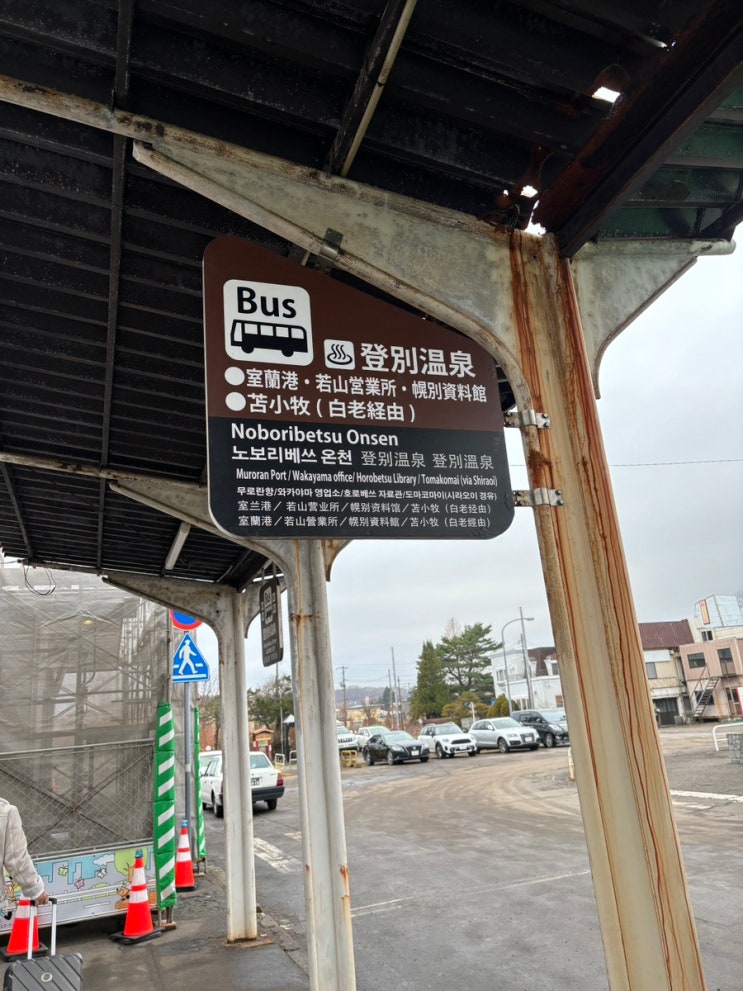 Bus
登別温泉
室蘭港・若山営業所・幌別資料館
苫小牧(白老経由)
Noboribetsu Onsen
노보리베쓰 온천 登别温泉 登別溫泉
Muroran Port / Wakayama office/ Horobetsu Library / Tomakomai (via Shiraoi)
무로란항/와카야마 영업소/호로베쓰 자료관/도마코마이(시라오이 경유)
室兰港／若山营业所／幌别资料馆／苫小牧（白老经由）
室蘭港／若山營業所／幌別資料館／苫小牧（白老經由）